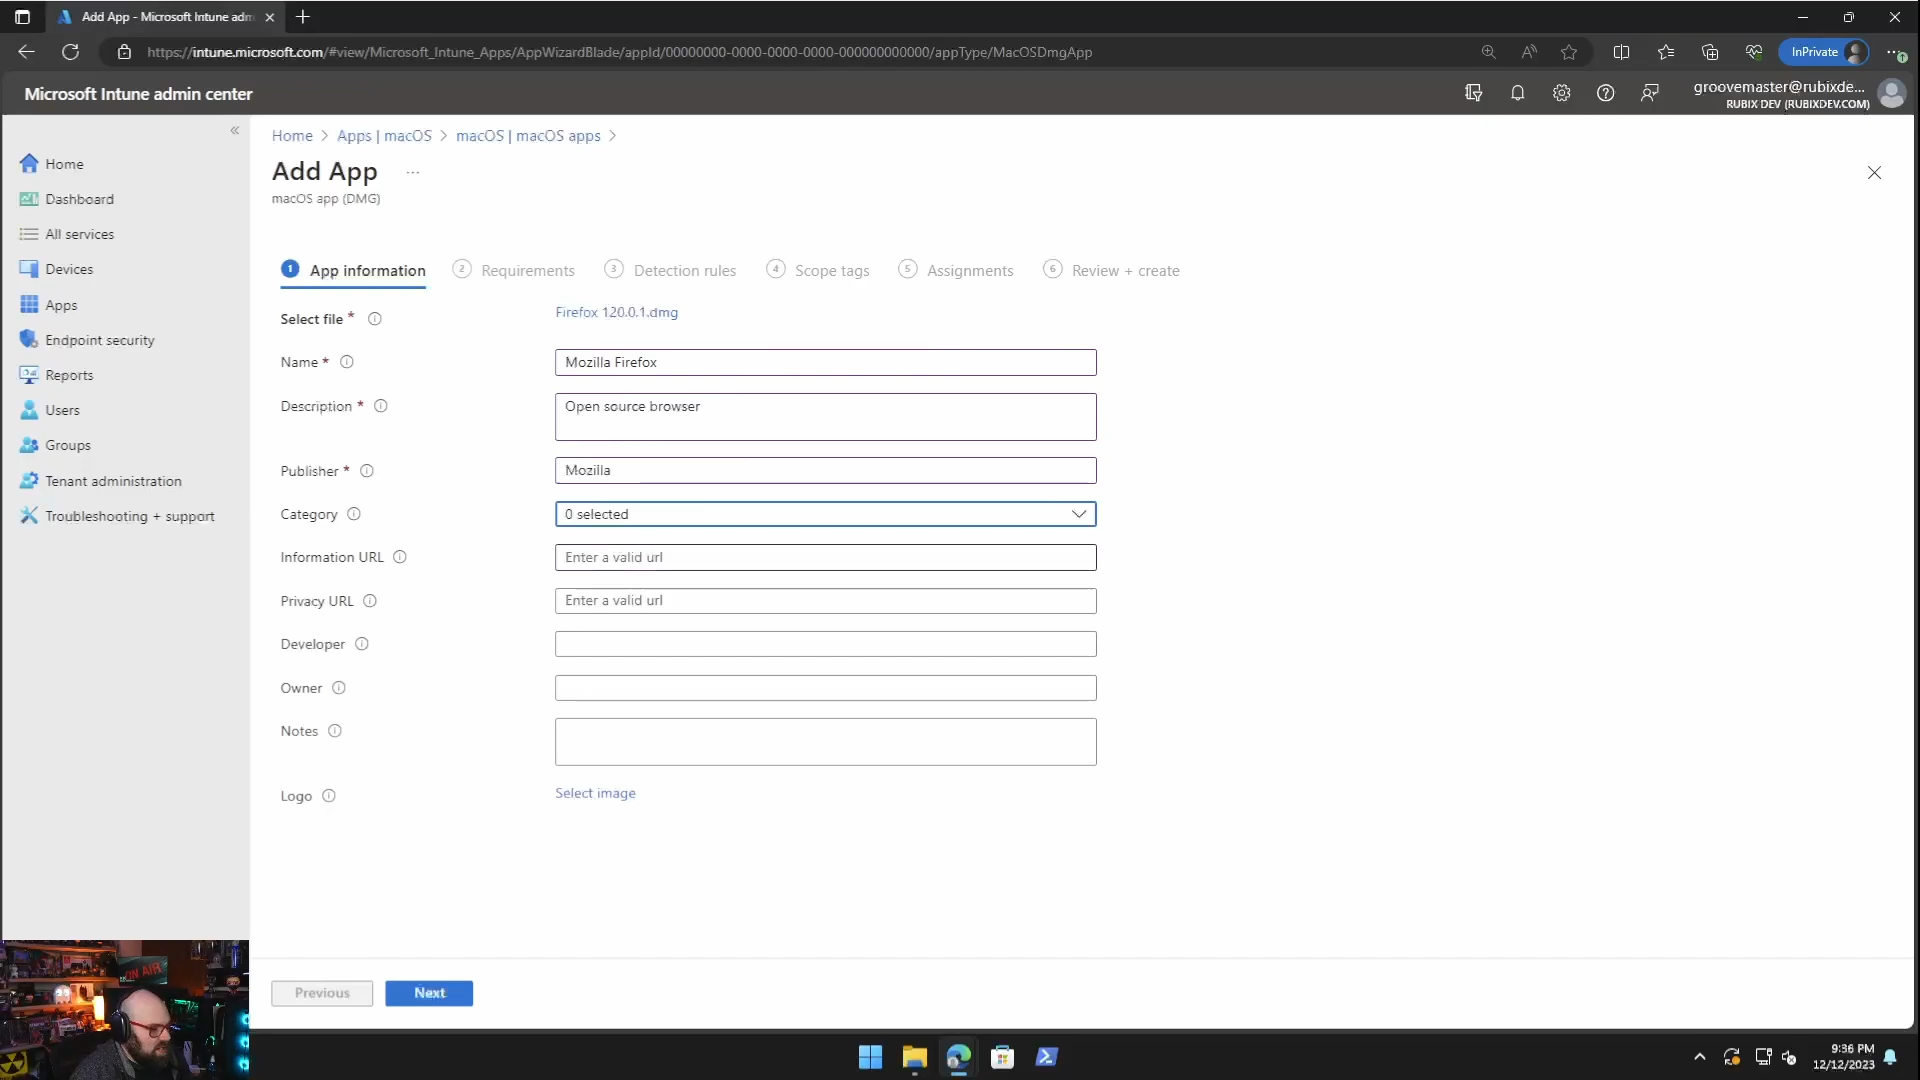 Add App - Microsoft Intune adm
https://intune.microsoft.com/#view/Microsoft_Intune_Apps/AppWizardBlade/appId/00000000-0000-0000-0000-000000000000/appType/MacOSDmgApp
InPrivate
Microsoft Intune admin center
groovemaster@rubixde...
RUBIX DEV (RUBIXDEV.COM)
Home
Dashboard
All services
Devices
Apps
Endpoint security
Reports
Users
Groups
Tenant administration
Troubleshooting + support
Home > Apps | macOS > macOS | macOS apps >
Add App ...
macOS app (DMG)
1 App information
2 Requirements
3 Detection rules
4 Scope tags
5 Assignments
6 Review + create
Select file *
Firefox 120.0.1.dmg
Name *
Mozilla Firefox
Description *
Open source browser
Publisher *
Mozilla
Category
0 selected
Information URL
Enter a valid url
Privacy URL
Enter a valid url
Developer
Owner
Notes
Logo
Select image
Previous
Next
ON AIR
9:36 PM
12/12/2023